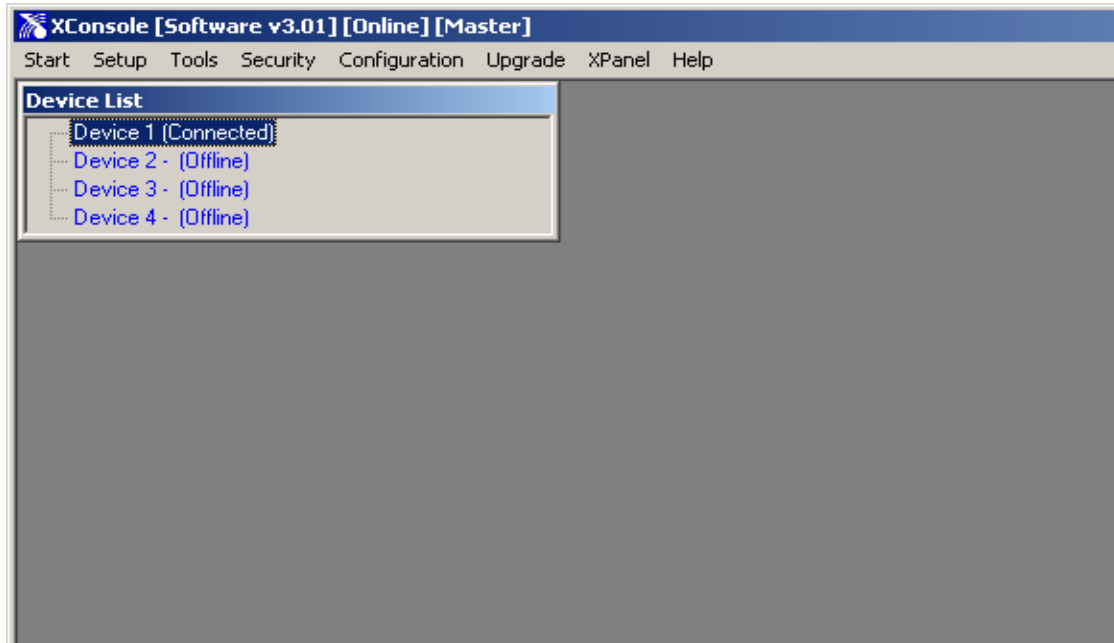 XConsole [Software v3.01] [Online] [Master]
Start Setup Tools Security Configuration Upgrade XPanel Help
Device List
Device 1 (Connected)
Device 2 - (Offline)
Device 3 - (Offline)
Device 4 - (Offline)